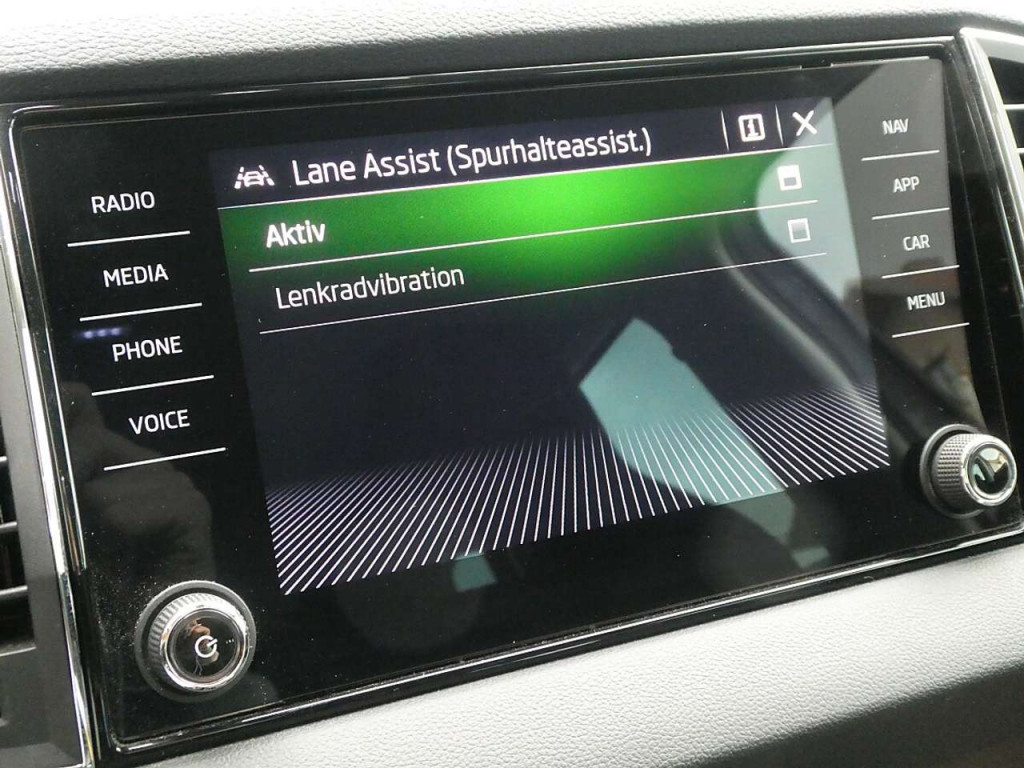 Lane Assist (Spurhalteassist.)
Aktiv
Lenkradvibration
RADIO
MEDIA
PHONE
VOICE
NAV
APP
CAR
MENU